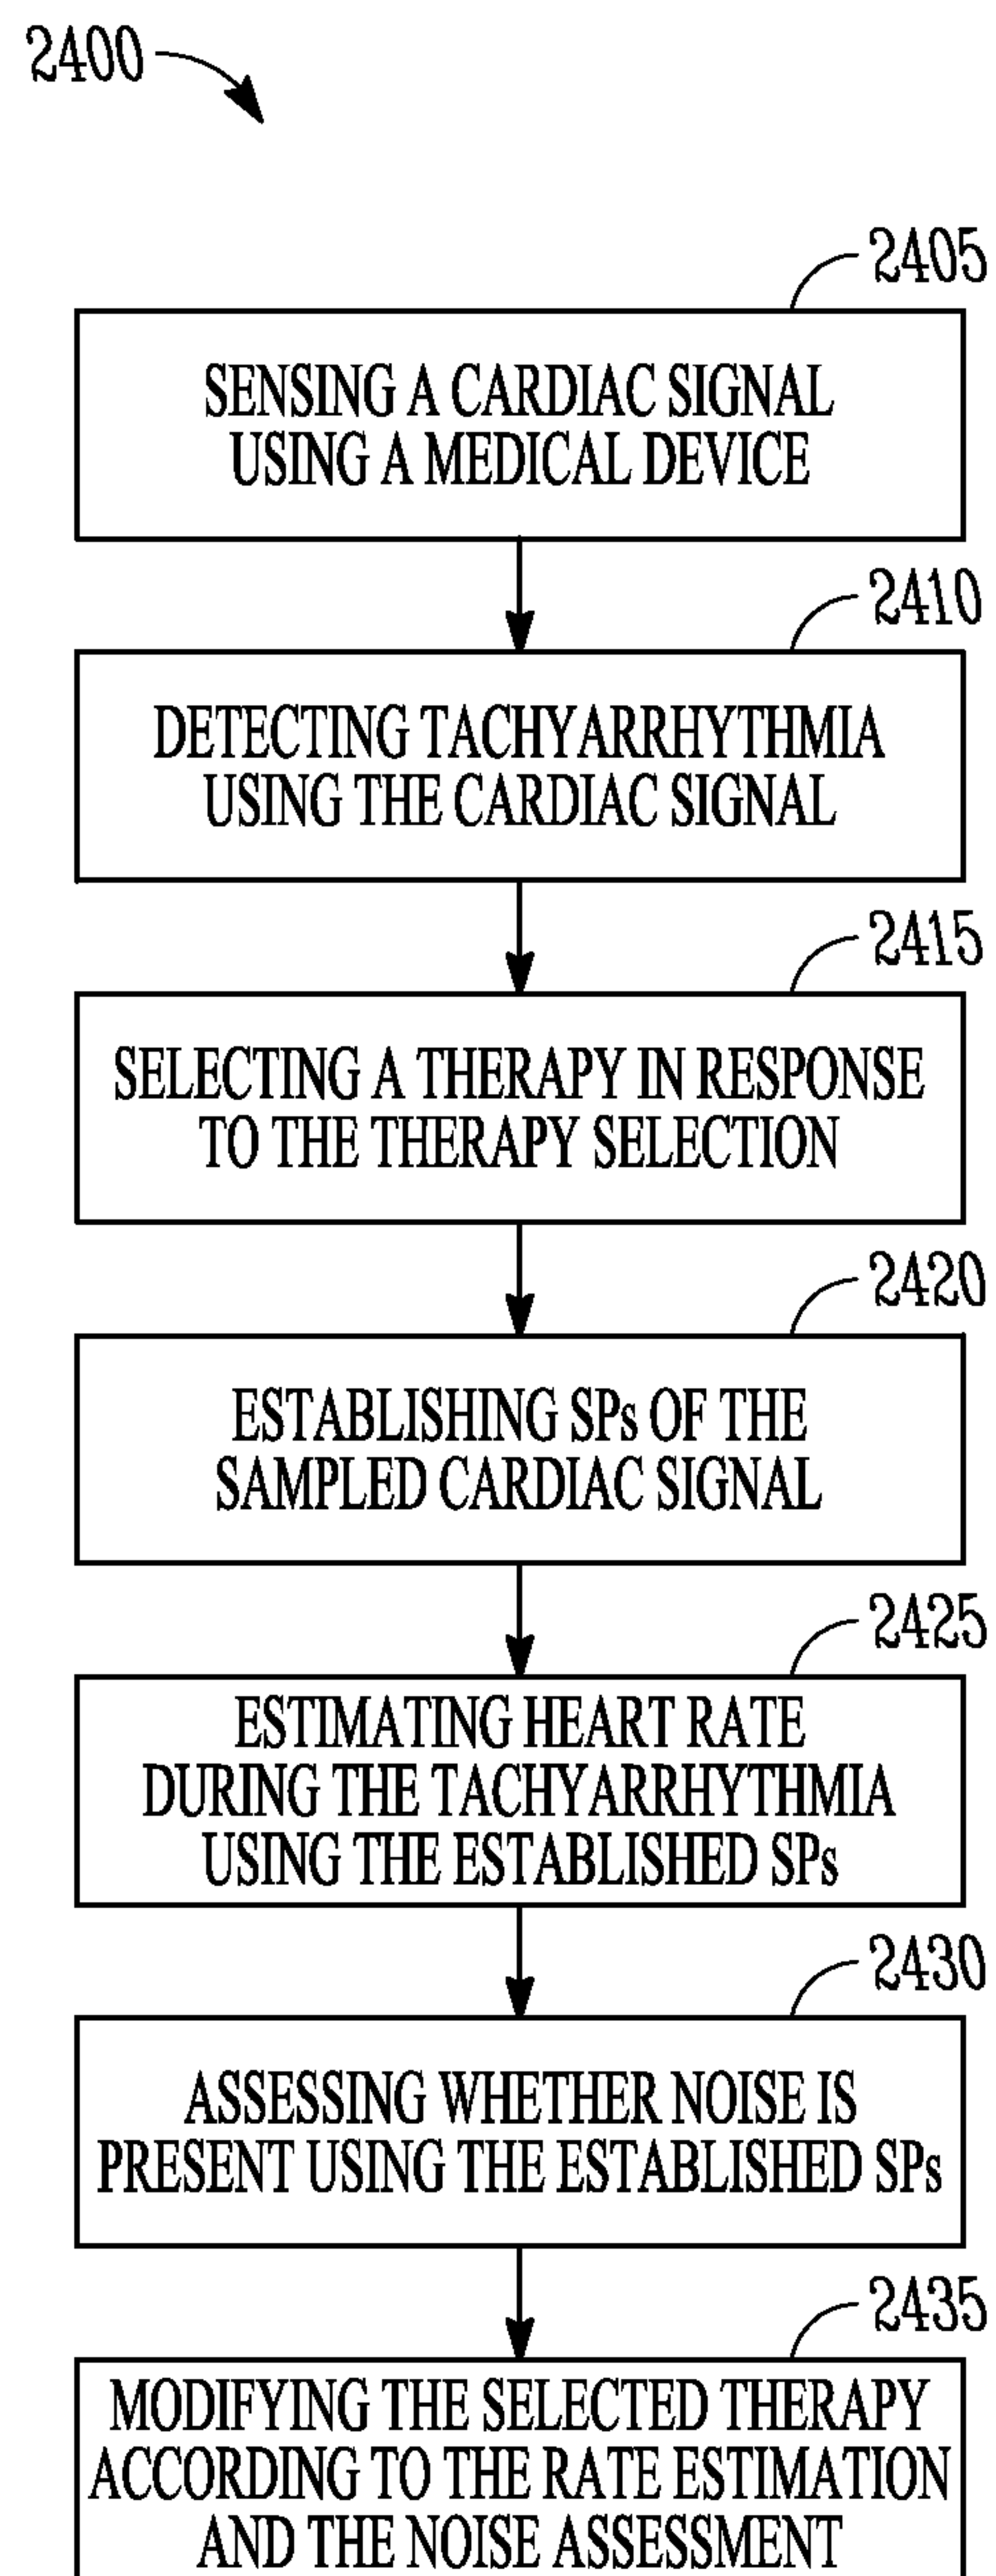 2400
2405
SENSING A CARDIAC SIGNAL
USING A MEDICAL DEVICE
2410
DETECTING TACHYARRHYTHMIA
USING THE CARDIAC SIGNAL
2415
SELECTING A THERAPY IN RESPONSE
TO THE THERAPY SELECTION
2420
ESTABLISHING SPs OF THE
SAMPLED CARDIAC SIGNAL
2425
ESTIMATING HEART RATE
DURING THE TACHYARRHYTHMIA
USING THE ESTABLISHED SPs
2430
ASSESSING WHETHER NOISE IS
PRESENT USING THE ESTABLISHED SPs
2435
MODIFYING THE SELECTED THERAPY
ACCORDING TO THE RATE ESTIMATION
AND THE NOISE ASSESSMENT